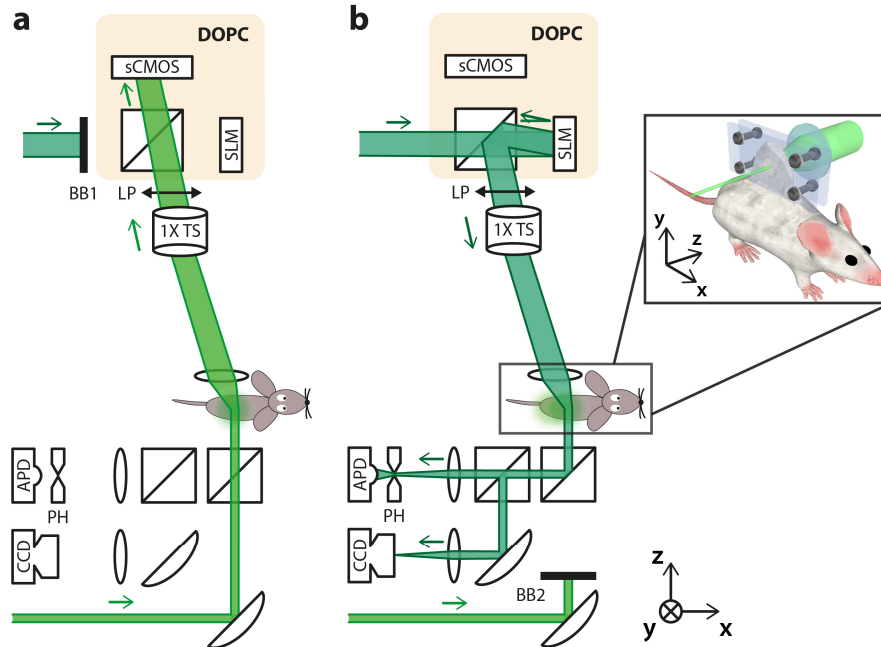 a
DOPC
sCMOS
SLM
BB1
LP
1X TS
APD
PH
CCD
b
DOPC
sCMOS
SLM
LP
1X TS
APD
PH
CCD
BB2
y
z
x
z
y
x